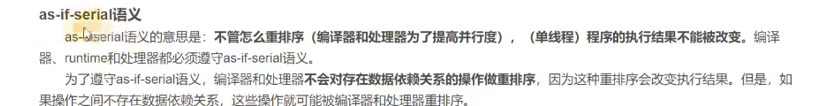 as-if-serial语义
as-if-serial语义的意思是：不管怎么重排序（编译器和处理器为了提高并行度），（单线程）程序的执行结果不能被改变。编译
器、runtime和处理器都必须遵守as-if-serial语义。
为了遵守as-if-serial语义，编译器和处理器不会对存在数据依赖关系的操作做重排序，因为这种重排序会改变执行结果。但是，如
果操作之间不存在数据依赖关系，这些操作就可能被编译器和处理器重排序。